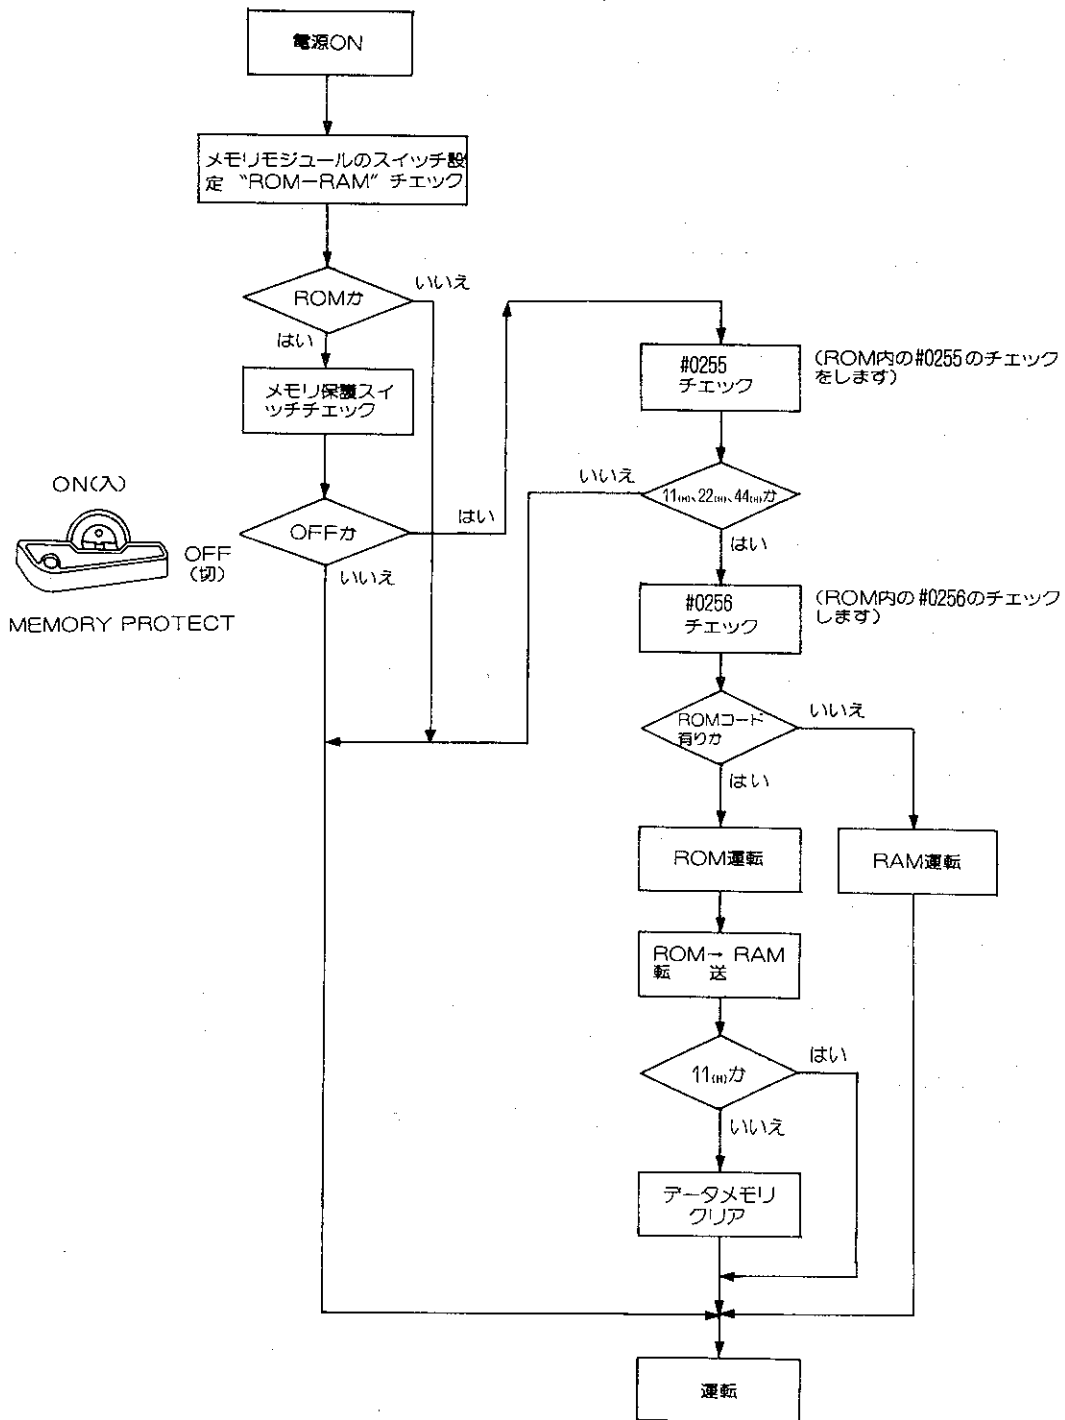 電源ON
メモリモジュールのスイッチ設
定 “ROM－RAM” チェック
ROMか
いいえ
はい
メモリ保護スイ
ッチチェック
ON(入)
OFF
(切)
MEMORY PROTECT
OFFか
はい
いいえ
#0255
チェック
(ROM内の#0255のチェック
をします)
いいえ
11(H)、22(H)、44(H)か
はい
#0256
チェック
(ROM内の#0256のチェック
します)
ROMコード
有りか
いいえ
はい
ROM運転
RAM運転
ROM→ RAM
転 送
11(H)か
はい
いいえ
データメモリ
クリア
運転